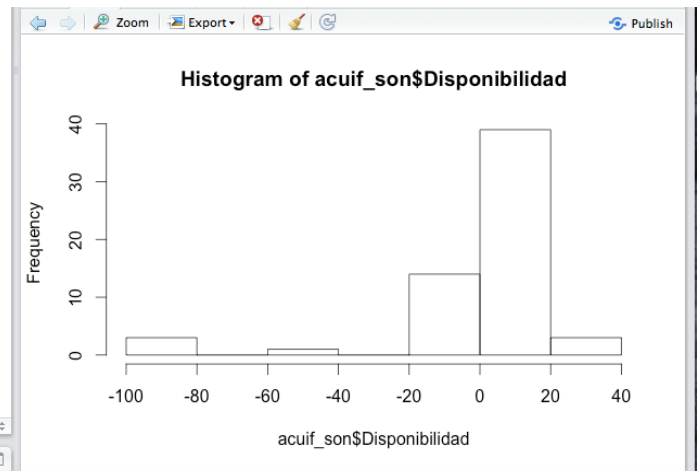 Zoom Export Publish
Histogram of acuif_son$Disponibilidad
40
30
20
10
0
Frequency
-100 -80 -60 -40 -20 0 20 40
acuif_son$Disponibilidad